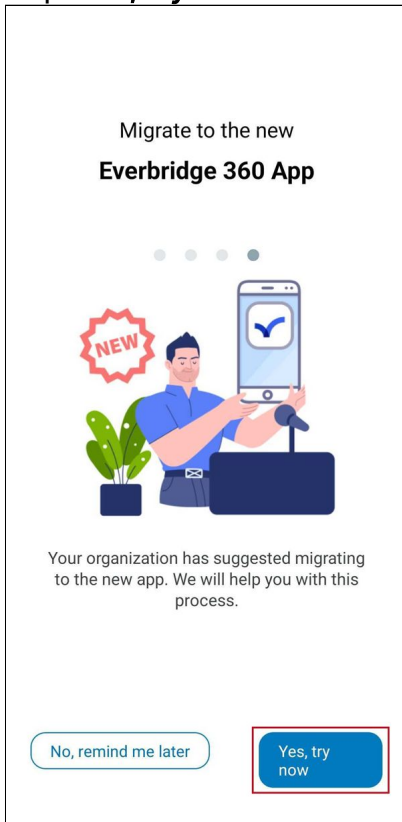 Migrate to the new
Everbridge 360 App
NEW
Your organization has suggested migrating
to the new app. We will help you with this
process.
No, remind me later
Yes, try
now